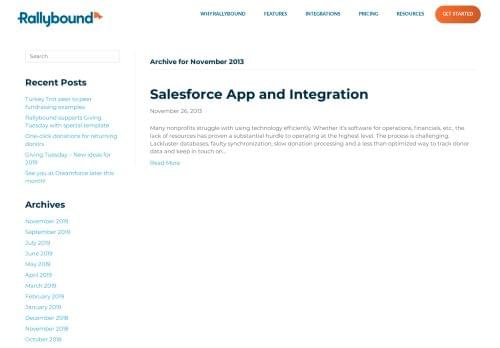 Rallybound
WHY RALLYBOUND
FEATURES
INTEGRATIONS
PRICING
RESOURCES
GET STARTED
Search
Recent Posts
Turkey Trot peer to peer
fundraising examples
Rallybound supports Giving
Tuesday with special template
One-click donations for returning
donors
Giving Tuesday – New ideas for
2019
See you at Dreamforce later this
month!
Archives
November 2019
September 2019
July 2019
June 2019
May 2019
April 2019
March 2019
February 2019
January 2019
December 2018
November 2018
October 2018
Archive for November 2013
Salesforce App and Integration
November 26, 2013
Many nonprofits struggle with using technology efficiently. Whether it's software for operations, financials, etc., the
lack of resources has proven a substantial hurdle to operating at the highest level. The process is challenging.
Lackluster databases, faulty synchronization, slow donation processing and a less than optimized way to track donor
data and keep in touch on...
Read More